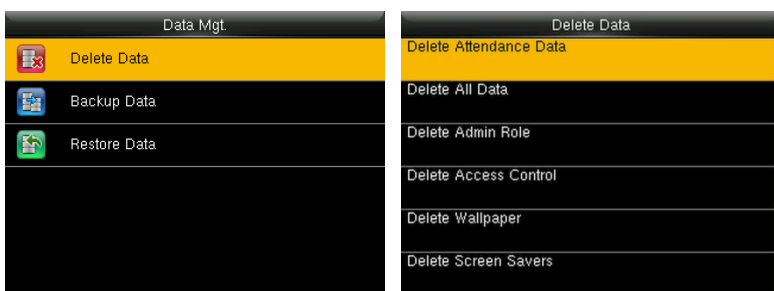 Data Mgt.
Delete Data
Backup Data
Restore Data
Delete Data
Delete Attendance Data
Delete All Data
Delete Admin Role
Delete Access Control
Delete Wallpaper
Delete Screen Savers